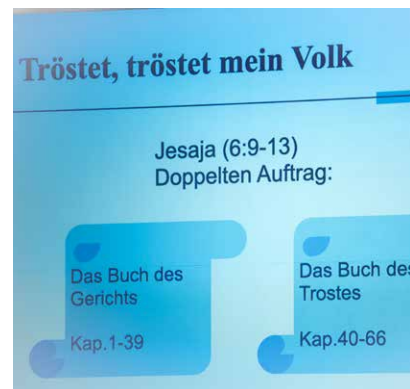 Tröstet, tröstet mein Volk
Jesaja (6:9-13)
Doppelten Auftrag:
Das Buch des
Gerichts
Kap.1-39
Das Buch des
Trostes
Kap.40-66